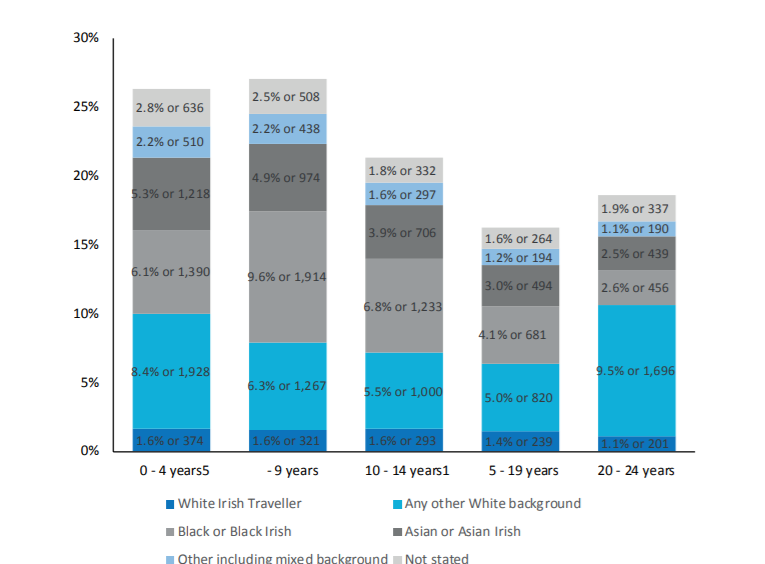 30%
25%
20%
15%
10%
5%
0%
2.8% or 636
2.2% or 510
5.3% or 1,218
6.1% or 1,390
8.4% or 1,928
1.6% or 374
2.5% or 508
2.2% or 438
4.9% or 974
9.6% or 1,914
6.3% or 1,267
1.6% or 321
1.8% or 332
1.6% or 297
3.9% or 706
6.8% or 1,233
5.5% or 1,000
1.6% or 293
1.6% or 264
1.2% or 194
3.0% or 494
4.1% or 681
5.0% or 820
1.4% or 239
1.9% or 337
1.1% or 190
2.5% or 439
2.6% or 456
9.5% or 1,696
1.1% or 201
0 - 4 years5 - 9 years 10 - 14 years1 5 - 19 years 20 - 24 years
White Irish Traveller Any other White background
Black or Black Irish Asian or Asian Irish
Other including mixed background Not stated